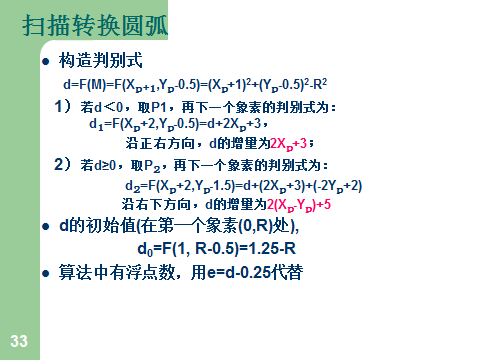 扫描转换圆弧
● 构造判别式
d=F(M)=F(Xp+1,Yp-0.5)=(Xp+1)²+(Yp-0.5)²-R²
1）若d＜0，取P1，再下一个象素的判别式为：
d₁=F(Xp+2,Yp-0.5)=d+2Xp+3，
沿正右方向，d的增量为2Xp+3；
2）若d≥0，取P₂，再下一个象素的判别式为：
d₂=F(Xp+2,Yp-1.5)=d+(2Xp+3)+(-2Yp+2)
沿右下方向，d的增量为2(Xp-Yp)+5
● d的初始值(在第一个象素(0,R)处),
d₀=F(1, R-0.5)=1.25-R
● 算法中有浮点数，用e=d-0.25代替
33